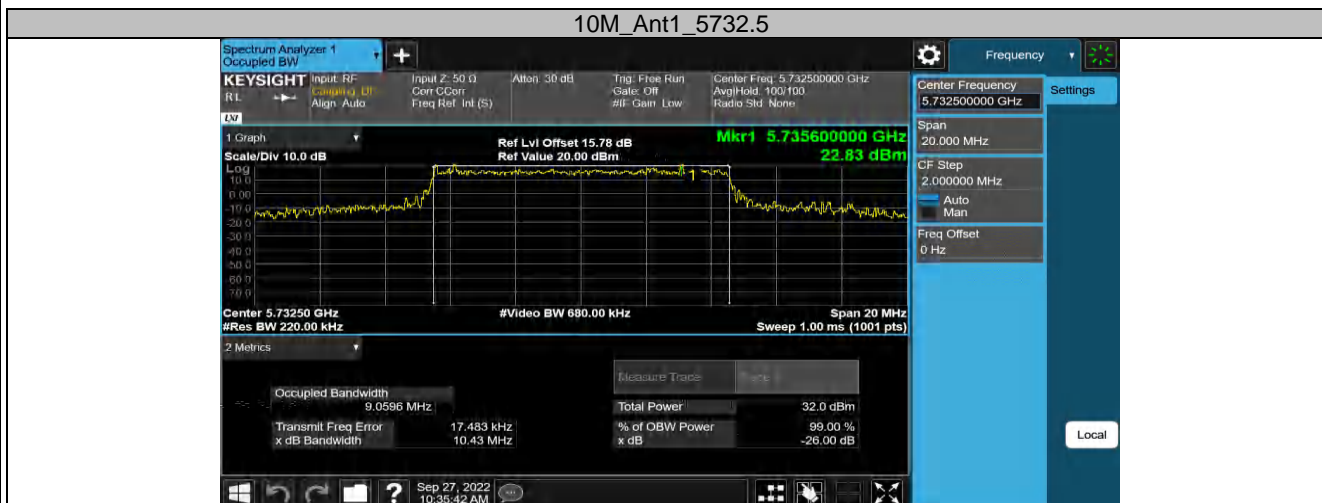 10M_Ant1_5732.5
Spectrum Analyzer 1
Occupied BW
Frequency
KEYSIGHT
R L
LXI
Input: RF
Align: Auto
Input Z: 50 Ω
Corr CCorr
Freq Ref: Int (S)
Atten: 30 dB
Trig: Free Run
Gate: Off
#IF Gain: Low
Center Freq: 5.732500000 GHz
Avg|Hold: 100/100
Radio Std: None
Center Frequency
5.732500000 GHz
Settings
Span
20.000 MHz
CF Step
2.000000 MHz
Auto
Man
Freq Offset
0 Hz
1 Graph
Scale/Div 10.0 dB
Ref Lvl Offset 15.78 dB
Ref Value 20.00 dBm
Mkr1 5.735600000 GHz
22.83 dBm
Log
10.0
0.00
-10.0
-20.0
-30.0
-40.0
-50.0
-60.0
-70.0
1
Center 5.73250 GHz
#Res BW 220.00 kHz
#Video BW 680.00 kHz
Span 20 MHz
Sweep 1.00 ms (1001 pts)
2 Metrics
Measure Trace
Occupied Bandwidth
9.0596 MHz
Total Power 32.0 dBm
Transmit Freq Error 17.483 kHz
% of OBW Power 99.00 %
x dB Bandwidth 10.43 MHz
x dB -26.00 dB
Local
Sep 27, 2022
10:35:42 AM